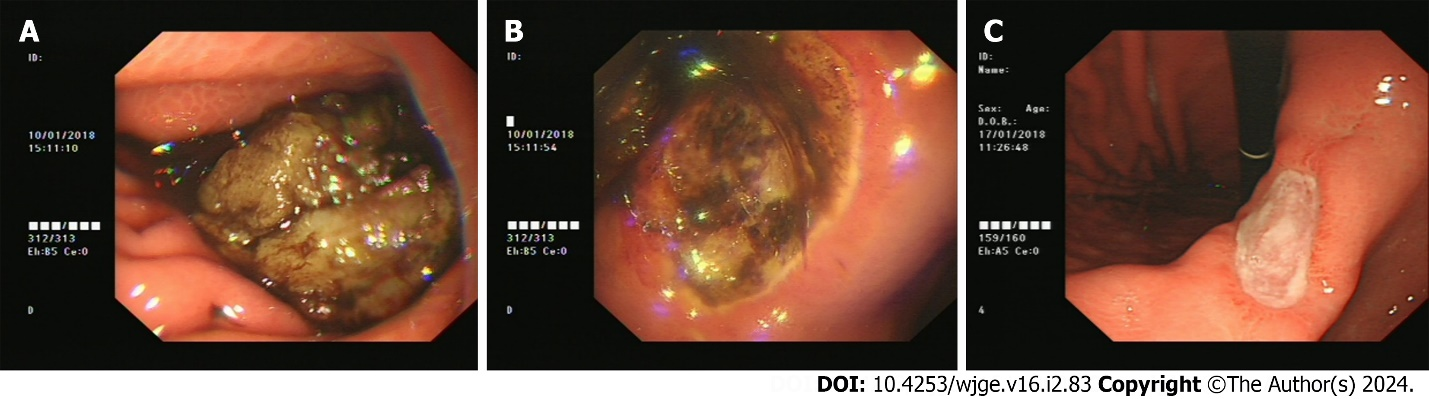 A
ID:
10/01/2018
15:11:10
312/313
Eh:B5 Ce:0
D
B
ID:
10/01/2018
15:11:54
312/313
Eh:B5 Ce:0
D
C
ID:
Name:
Sex: Age:
D.O.B.:
17/01/2018
11:26:48
159/160
Eh:A5 Ce:0
4
DOI: 10.4253/wjge.v16.i2.83 Copyright ©The Author(s) 2024.